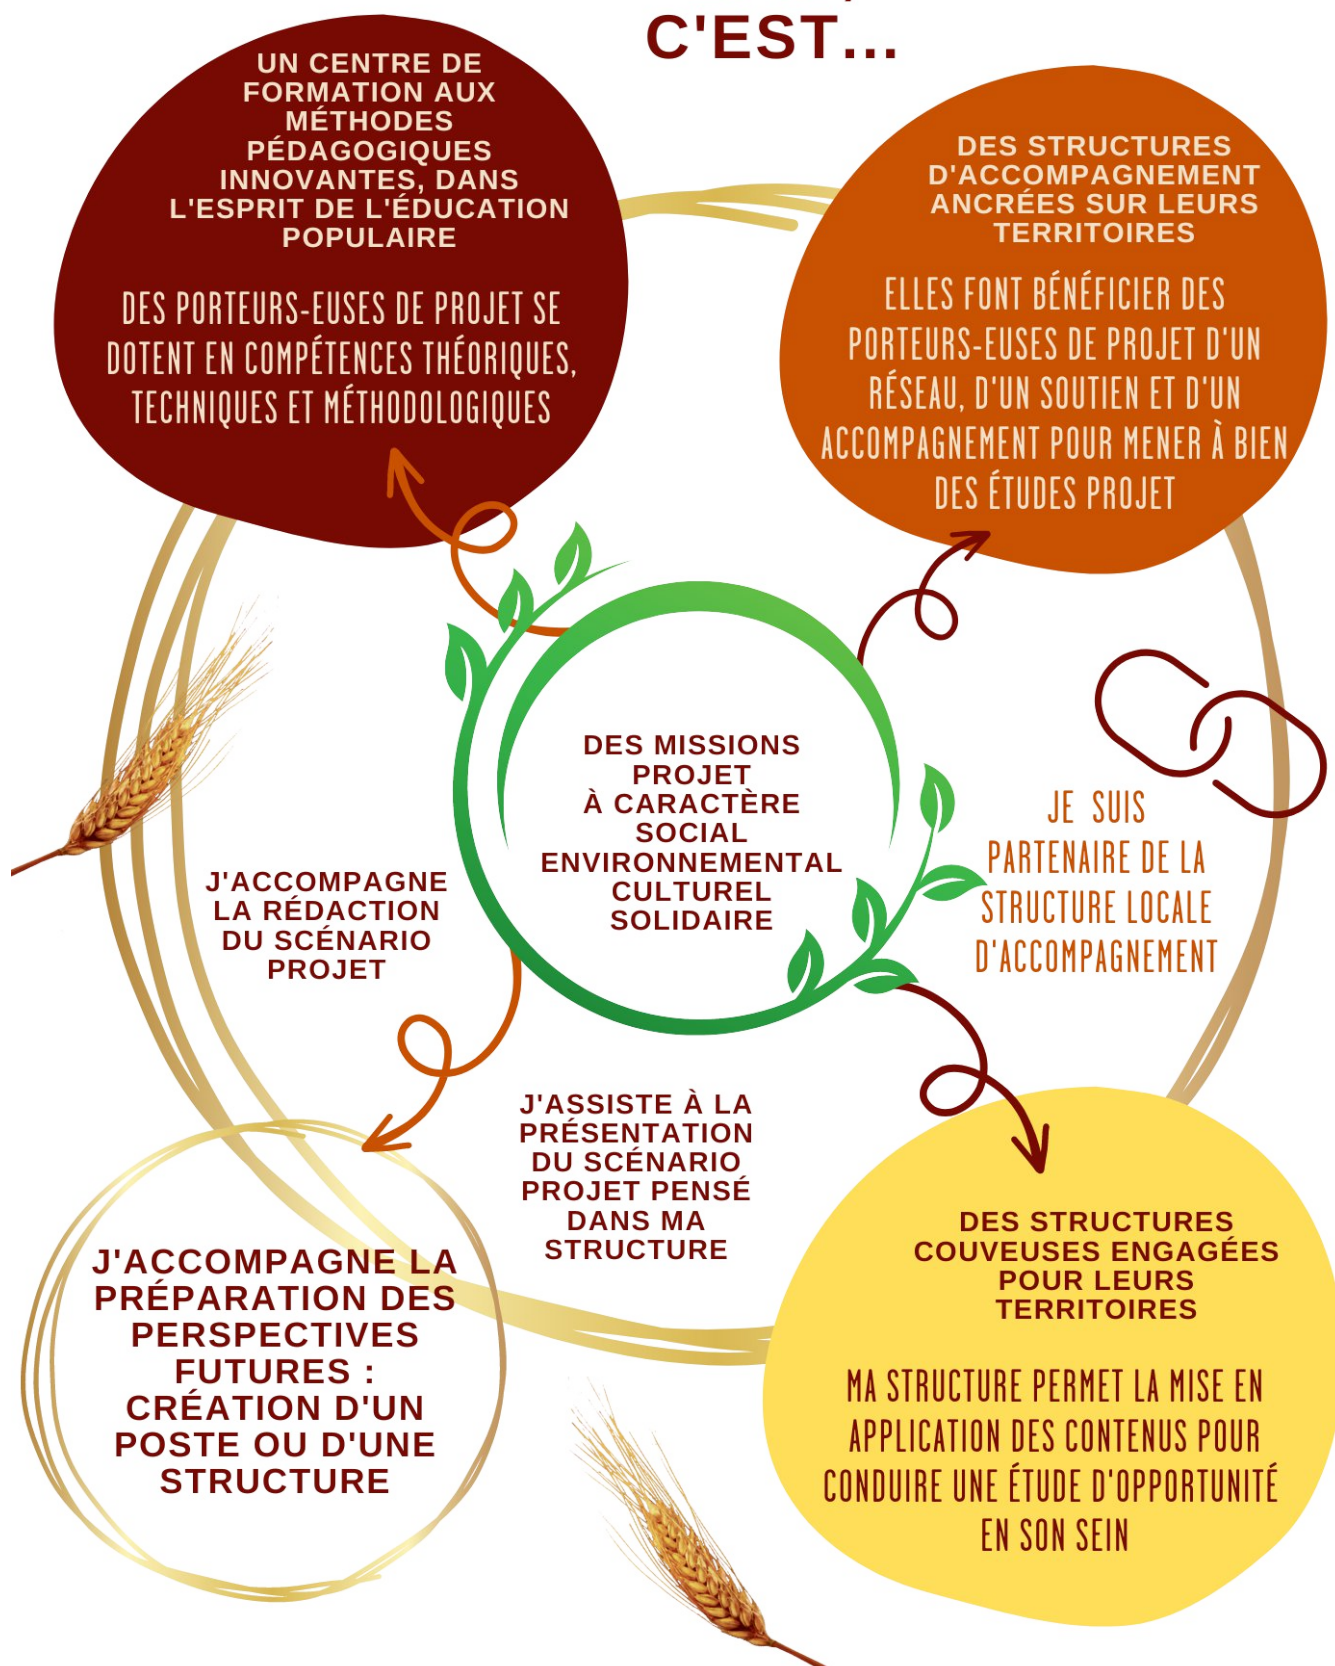 C'EST...
UN CENTRE DE
FORMATION AUX
MÉTHODES
PÉDAGOGIQUES
INNOVANTES, DANS
L'ESPRIT DE L'ÉDUCATION
POPULAIRE
DES PORTEURS-EUSES DE PROJET SE
DOTENT EN COMPÉTENCES THÉORIQUES,
TECHNIQUES ET MÉTHODOLOGIQUES
DES STRUCTURES
D'ACCOMPAGNEMENT
ANCRÉES SUR LEURS
TERRITOIRES
ELLES FONT BÉNÉFICIER DES
PORTEURS-EUSES DE PROJET D'UN
RÉSEAU, D'UN SOUTIEN ET D'UN
ACCOMPAGNEMENT POUR MENER À BIEN
DES ÉTUDES PROJET
DES MISSIONS
PROJET
À CARACTÈRE
SOCIAL
ENVIRONNEMENTAL
CULTUREL
SOLIDAIRE
JE SUIS
PARTENAIRE DE LA
STRUCTURE LOCALE
D'ACCOMPAGNEMENT
J'ACCOMPAGNE
LA RÉDACTION
DU SCÉNARIO
PROJET
J'ASSISTE À LA
PRÉSENTATION
DU SCÉNARIO
PROJET PENSÉ
DANS MA
STRUCTURE
J'ACCOMPAGNE LA
PRÉPARATION DES
PERSPECTIVES
FUTURES :
CRÉATION D'UN
POSTE OU D'UNE
STRUCTURE
DES STRUCTURES
COUVEUSES ENGAGÉES
POUR LEURS
TERRITOIRES
MA STRUCTURE PERMET LA MISE EN
APPLICATION DES CONTENUS POUR
CONDUIRE UNE ÉTUDE D'OPPORTUNITÉ
EN SON SEIN